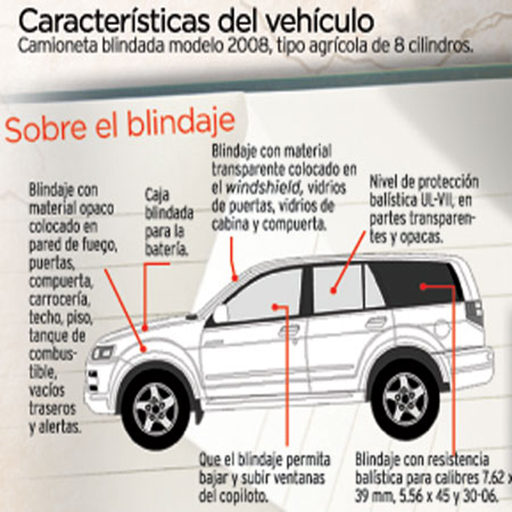 Características del vehículo
Camioneta blindada modelo 2008, tipo agrícola de 8 cilindros.
Sobre el blindaje
Blindaje con
material opaco
colocado en
pared de fuego,
puertas,
compuerta,
carrocería,
techo, piso,
tanque de
combus-
tible,
vacíos
traseros
y alertas.
Caja
blindada
para la
batería.
Blindaje con material
transparente colocado en
el windshield, vidrios
de puertas, vidrios de
cabina y compuerta.
Nivel de protección
balística UL-VII, en
partes transparen-
tes y opacas.
Que el blindaje permita
bajar y subir ventanas
del copiloto.
Blindaje con resistencia
balística para calibres 7.62 x
39 mm, 5.56 x 45 y 30-06.